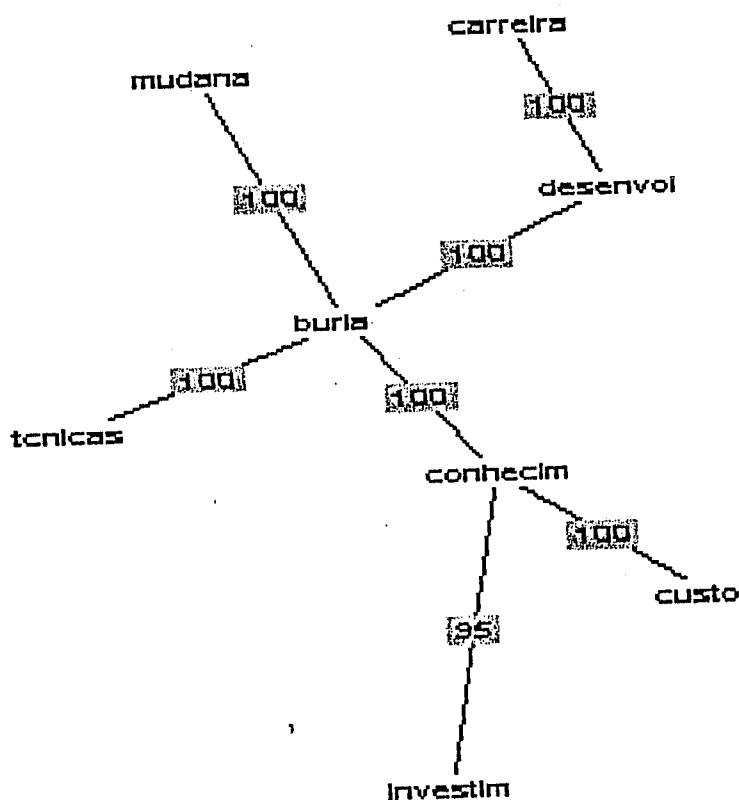 carreira
mudana
100
desenvol
100
100
burla
100
100
tcnicas
conhecim
100
custo
95
investim